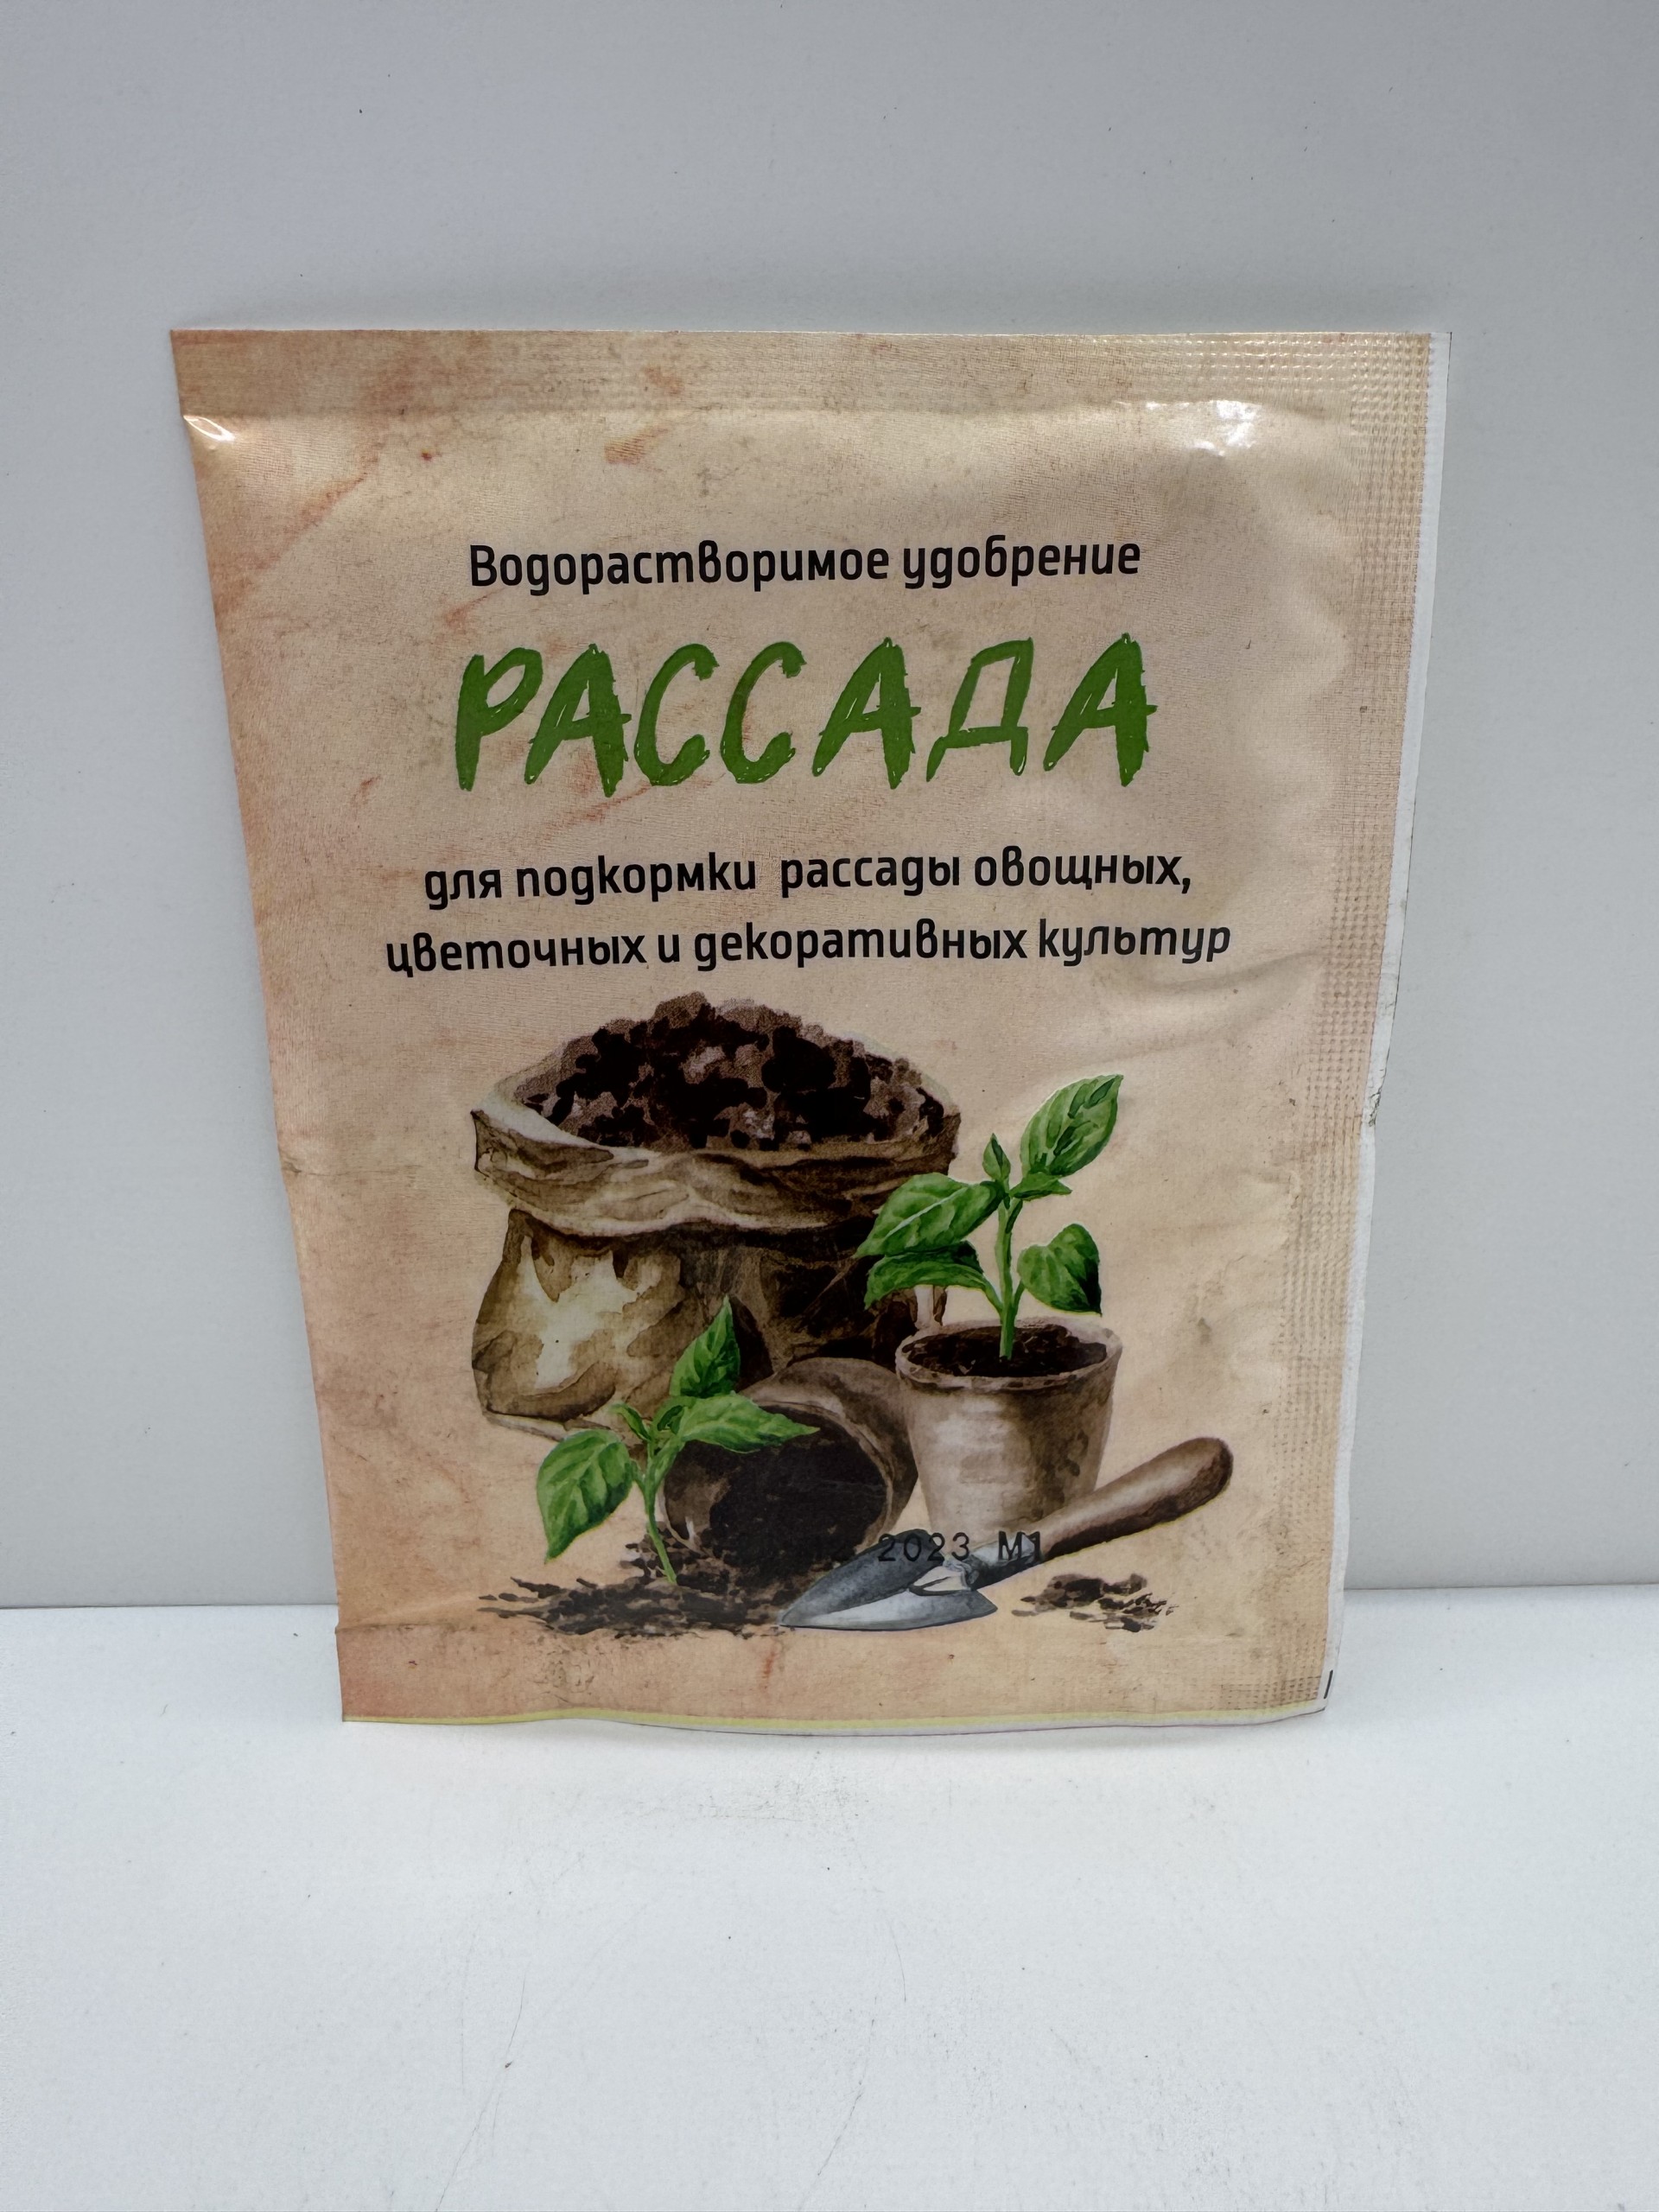 Водорастворимое удобрение
РАССАДА
для подкормки рассады овощных,
цветочных и декоративных культур
2023 М1